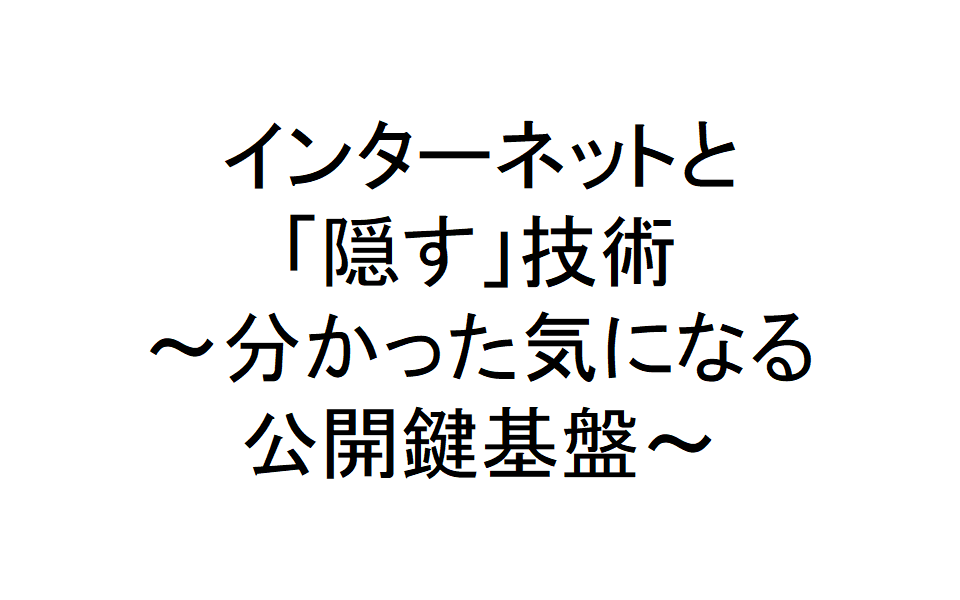 インターネットと
「隠す」技術
～分かった気になる
公開鍵基盤～